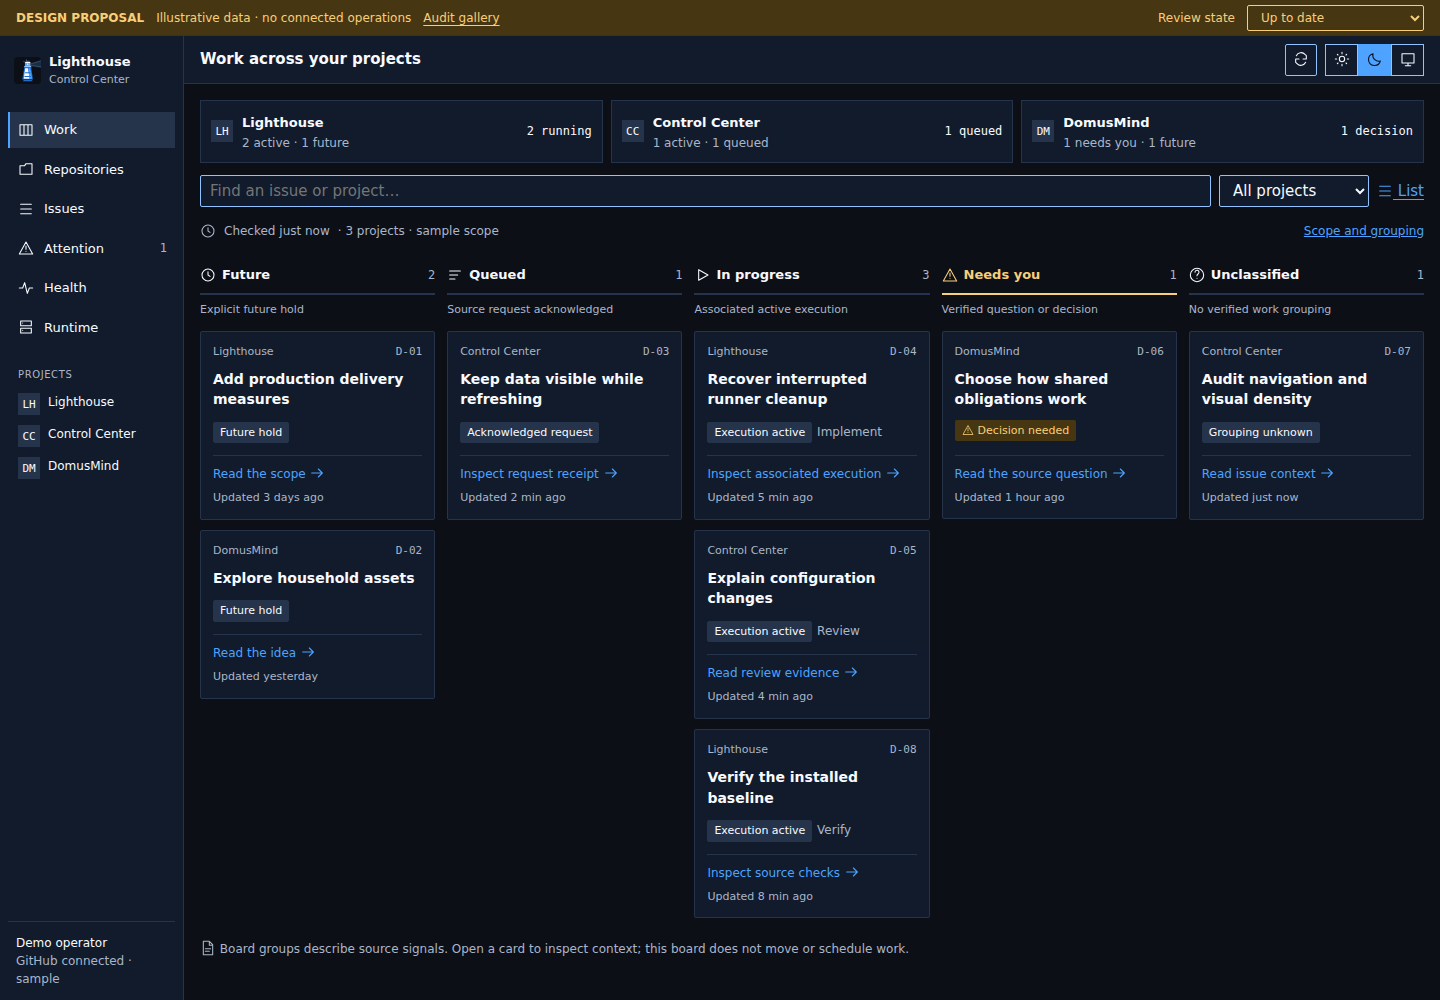 DESIGN PROPOSAL Illustrative data · no connected operations Audit gallery Review state Up to date
Lighthouse
Control Center
Work
Repositories
Issues
Attention 1
Health
Runtime
PROJECTS
LH Lighthouse
CC Control Center
DM DomusMind
Demo operator
GitHub connected ·
sample
Work across your projects
LH Lighthouse
2 active · 1 future
2 running
CC Control Center
1 active · 1 queued
1 queued
DM DomusMind
1 needs you · 1 future
1 decision
Find an issue or project... All projects List
Checked just now · 3 projects · sample scope Scope and grouping
Future 2
Explicit future hold
Lighthouse D-01
Add production delivery
measures
Future hold
Read the scope
Updated 3 days ago
DomusMind D-02
Explore household assets
Future hold
Read the idea
Updated yesterday
Queued 1
Source request acknowledged
Control Center D-03
Keep data visible while
refreshing
Acknowledged request
Inspect request receipt
Updated 2 min ago
In progress 3
Associated active execution
Lighthouse D-04
Recover interrupted
runner cleanup
Execution active Implement
Inspect associated execution
Updated 5 min ago
Control Center D-05
Explain configuration
changes
Execution active Review
Read review evidence
Updated 4 min ago
Lighthouse D-08
Verify the installed
baseline
Execution active Verify
Inspect source checks
Updated 8 min ago
Needs you 1
Verified question or decision
DomusMind D-06
Choose how shared
obligations work
Decision needed
Read the source question
Updated 1 hour ago
Unclassified 1
No verified work grouping
Control Center D-07
Audit navigation and
visual density
Grouping unknown
Read issue context
Updated just now
Board groups describe source signals. Open a card to inspect context; this board does not move or schedule work.